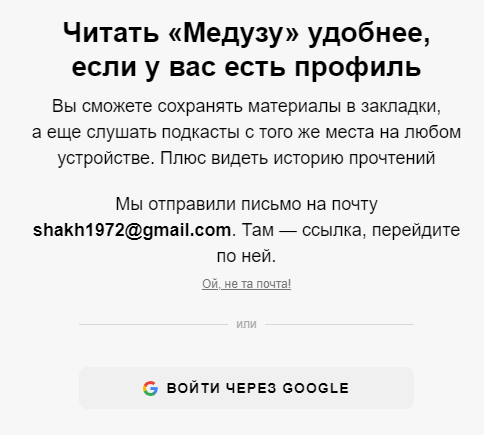 Читать «Медузу» удобнее,
если у вас есть профиль
Вы сможете сохранять материалы в закладки,
а еще слушать подкасты с того же места на любом
устройстве. Плюс видеть историю прочтений
Мы отправили письмо на почту
shakh1972@gmail.com. Там — ссылка, перейдите
по ней.
Ой, не та почта!
или
ВОЙТИ ЧЕРЕЗ GOOGLE